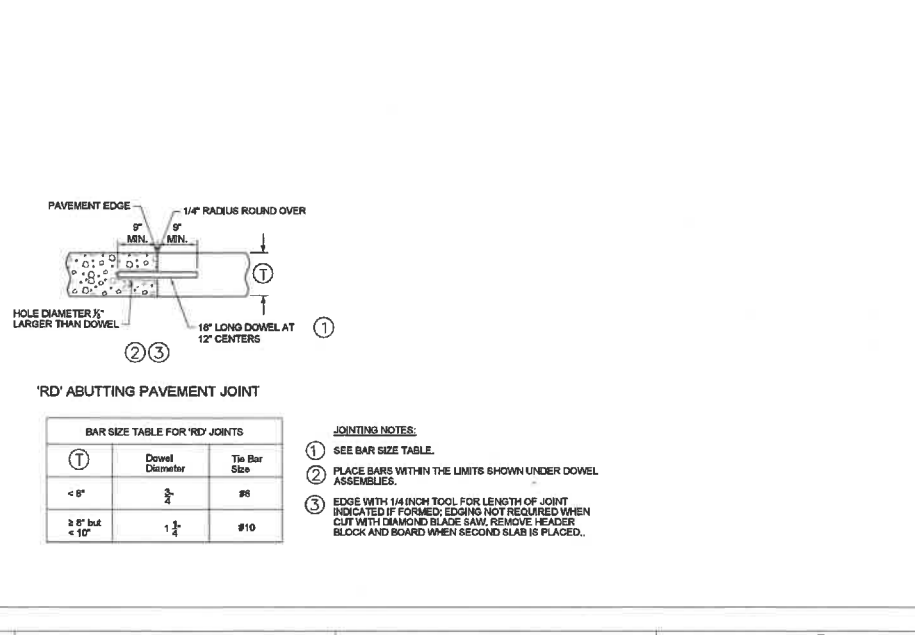 PAVEMENT EDGE
1/4" RADIUS ROUND OVER
9" 9"
MIN. MIN.
T
HOLE DIAMETER ⅛"
LARGER THAN DOWEL
18" LONG DOWEL AT
12" CENTERS
1
2 3
'RD' ABUTTING PAVEMENT JOINT
BAR SIZE TABLE FOR 'RD' JOINTS
T Dowel Diameter Tie Bar Size
< 8" 3/4 #6
≥ 8" but < 10" 1 1/4 #10
JOINTING NOTES:
1 SEE BAR SIZE TABLE.
2 PLACE BARS WITHIN THE LIMITS SHOWN UNDER DOWEL
ASSEMBLIES.
3 EDGE WITH 1/4 INCH TOOL FOR LENGTH OF JOINT
INDICATED IF FORMED; EDGING NOT REQUIRED WHEN
CUT WITH DIAMOND BLADE SAW. REMOVE HEADER
BLOCK AND BOARD WHEN SECOND SLAB IS PLACED..